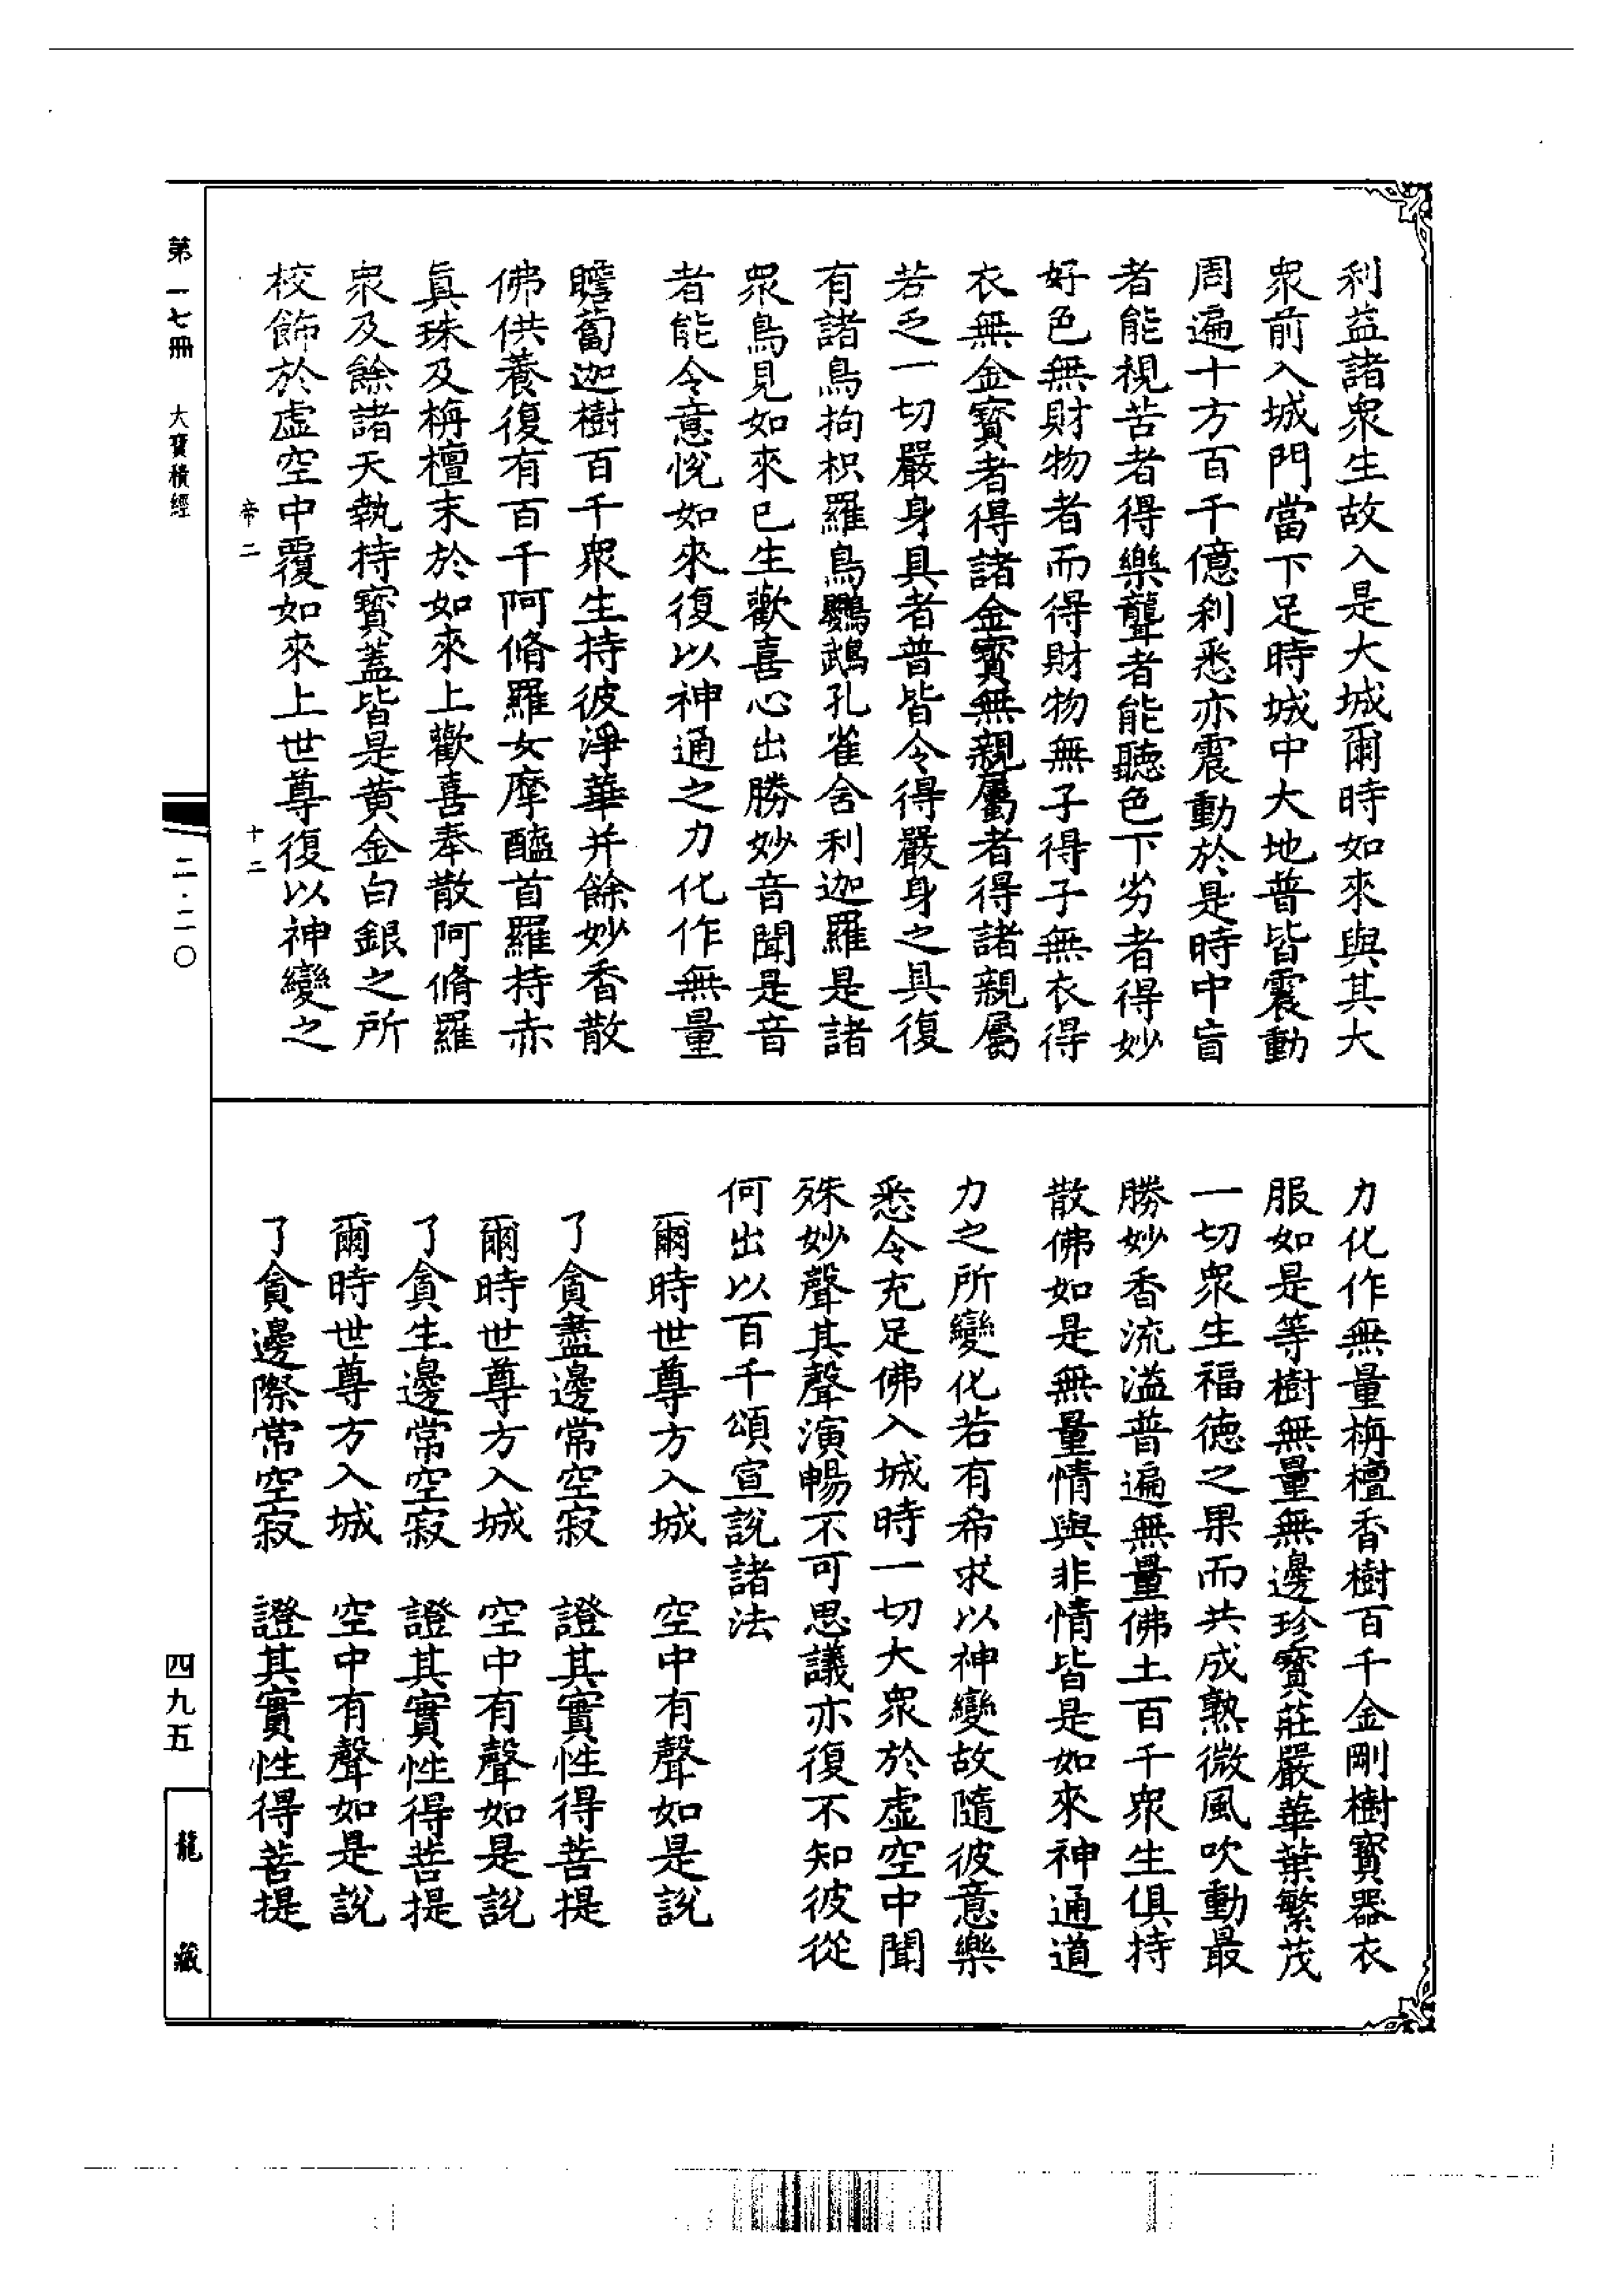 利益諸衆生故入是大城爾時如來與其大
衆前入城門當下足時城中大地普皆震動
周遍十方百千億刹悉亦震動於是時中盲
者能視苦者得樂聾者能聽色下劣者得妙
好色無財物者而得財物無子得子無衣得
衣無金寳者得諸金寳無親屬者得諸親屬
若乏一切嚴身具者普皆令得嚴身之具復
有諸鳥拘枳羅鳥鸚鵡孔雀舍利迦羅是諸
衆鳥見如來已生歡喜心出勝妙音聞是音
者能令意悅如來復以神通之力化作無量
瞻蔔迦樹百千衆生持彼淨華并餘妙香散
佛供養復有百千阿脩羅女摩醯首羅持赤
真珠及栴檀末於如來上歡喜奉散阿脩羅
衆及餘諸天執持寳蓋皆是黄金白銀之所
校飾於虛空中覆如來上世尊復以神變之
帝二
十二
力化作無量栴檀香樹百千金剛樹寳器衣
服如是等樹無量無邊珍寳莊嚴華葉繁茂
一切衆生福德之果而共成熟微風吹動最
勝妙香流溢普遍無量佛土百千衆生俱持
散佛如是無量情與非情皆是如來神通道
力之所變化若有希求以神變故隨彼意樂
悉令充足佛入城時一切大衆於虛空中聞
殊妙聲其聲演暢不可思議亦復不知彼從
何出以百千頌宣說諸法
爾時世尊方入城　空中有聲如是說
了貪盡邊常空寂　證其實性得菩提
爾時世尊方入城　空中有聲如是說
了貪生邊常空寂　證其實性得菩提
爾時世尊方入城　空中有聲如是說
了貪邊際常空寂　證其實性得菩提
第一七冊　大寳積經
二·二〇
四九五
龍藏